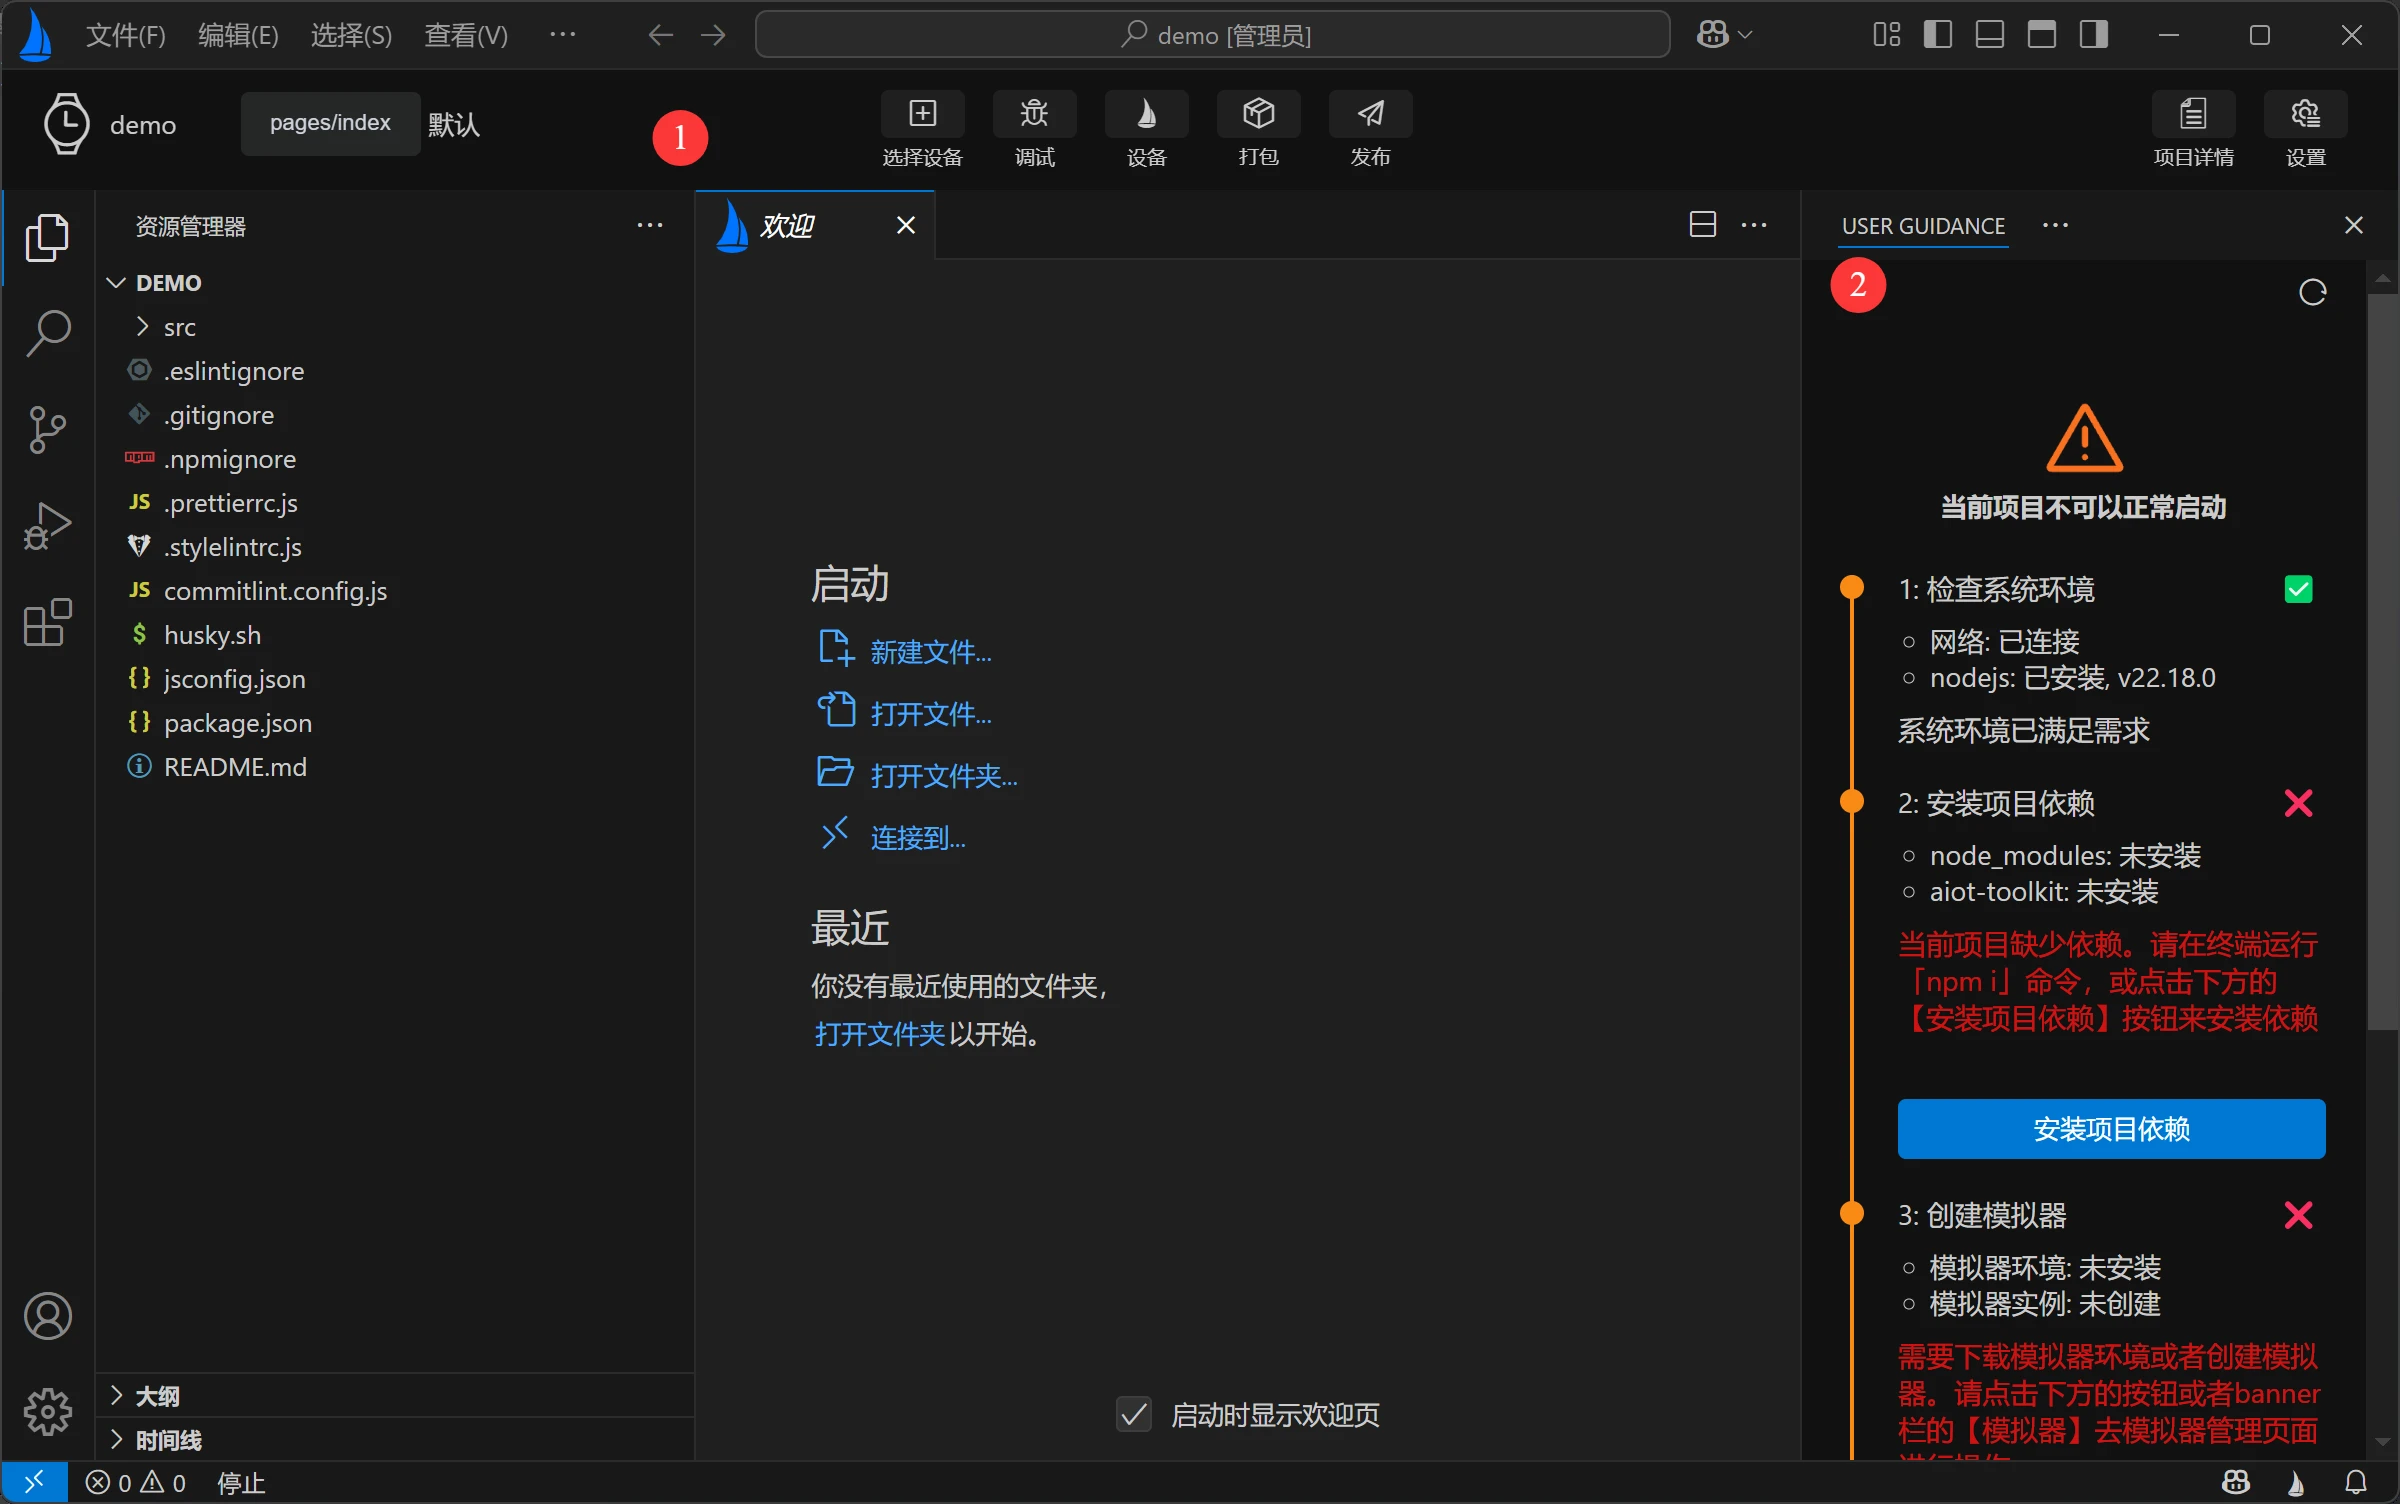 文件(F) 编辑(E) 选择(S) 查看(V) ··· demo [管理员]
demo pages/index 默认 1
选择设备 调试 设备 打包 发布 项目详情 设置
资源管理器
DEMO
src
.eslintignore
.gitignore
.npmignore
JS .prettierrc.js
.stylelintrc.js
JS commitlint.config.js
$ husky.sh
{} jsconfig.json
{} package.json
README.md
大纲
时间线
欢迎
启动
新建文件...
打开文件...
打开文件夹...
连接到...
最近
你没有最近使用的文件夹，
打开文件夹以开始。
启动时显示欢迎页
USER GUIDANCE
2
当前项目不可以正常启动
1: 检查系统环境
网络: 已连接
nodejs: 已安装, v22.18.0
系统环境已满足需求
2: 安装项目依赖
node_modules: 未安装
aiot-toolkit: 未安装
当前项目缺少依赖。请在终端运行
「npm i」命令，或点击下方的
【安装项目依赖】按钮来安装依赖
安装项目依赖
3: 创建模拟器
模拟器环境: 未安装
模拟器实例: 未创建
需要下载模拟器环境或者创建模拟
器。请点击下方的按钮或者banner
栏的【模拟器】去模拟器管理页面
进行操作
0 0 停止